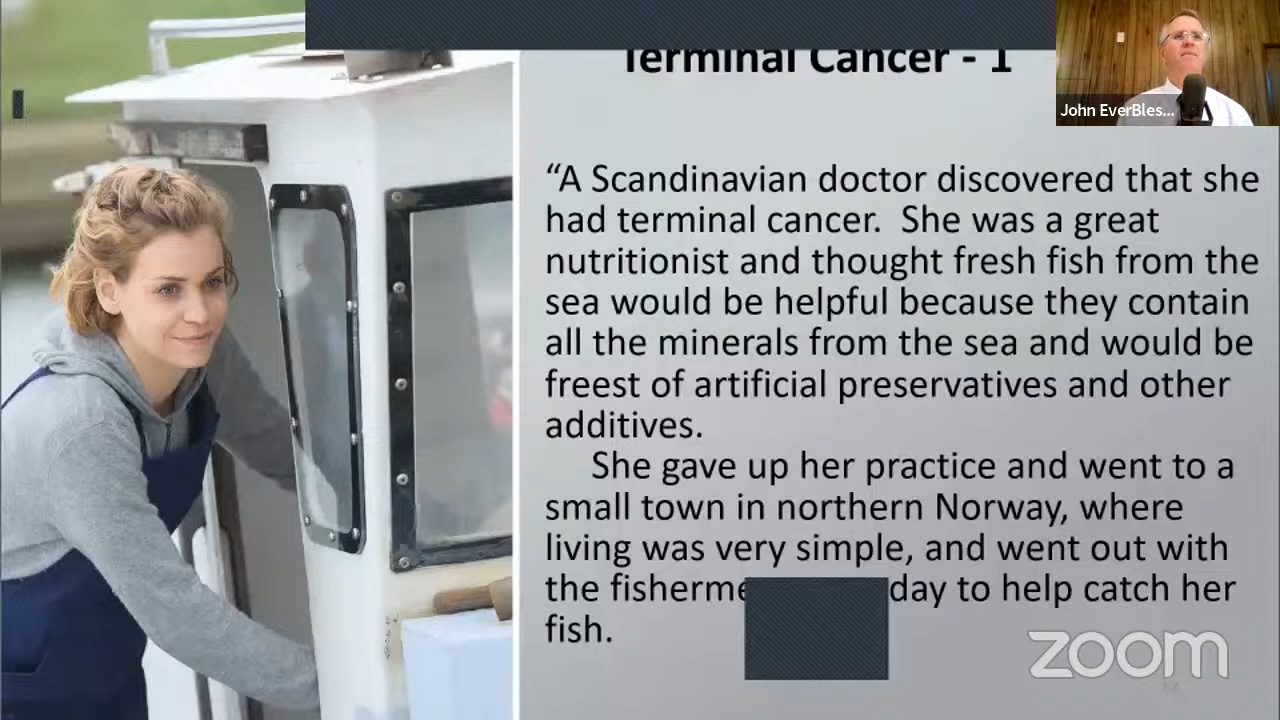 Terminal Cancer - 1
John EverBles...
“A Scandinavian doctor discovered that she
had terminal cancer.  She was a great
nutritionist and thought fresh fish from the
sea would be helpful because they contain
all the minerals from the sea and would be
freest of artificial preservatives and other
additives.
She gave up her practice and went to a
small town in northern Norway, where
living was very simple, and went out with
the day to help catch her
fish.
zoom